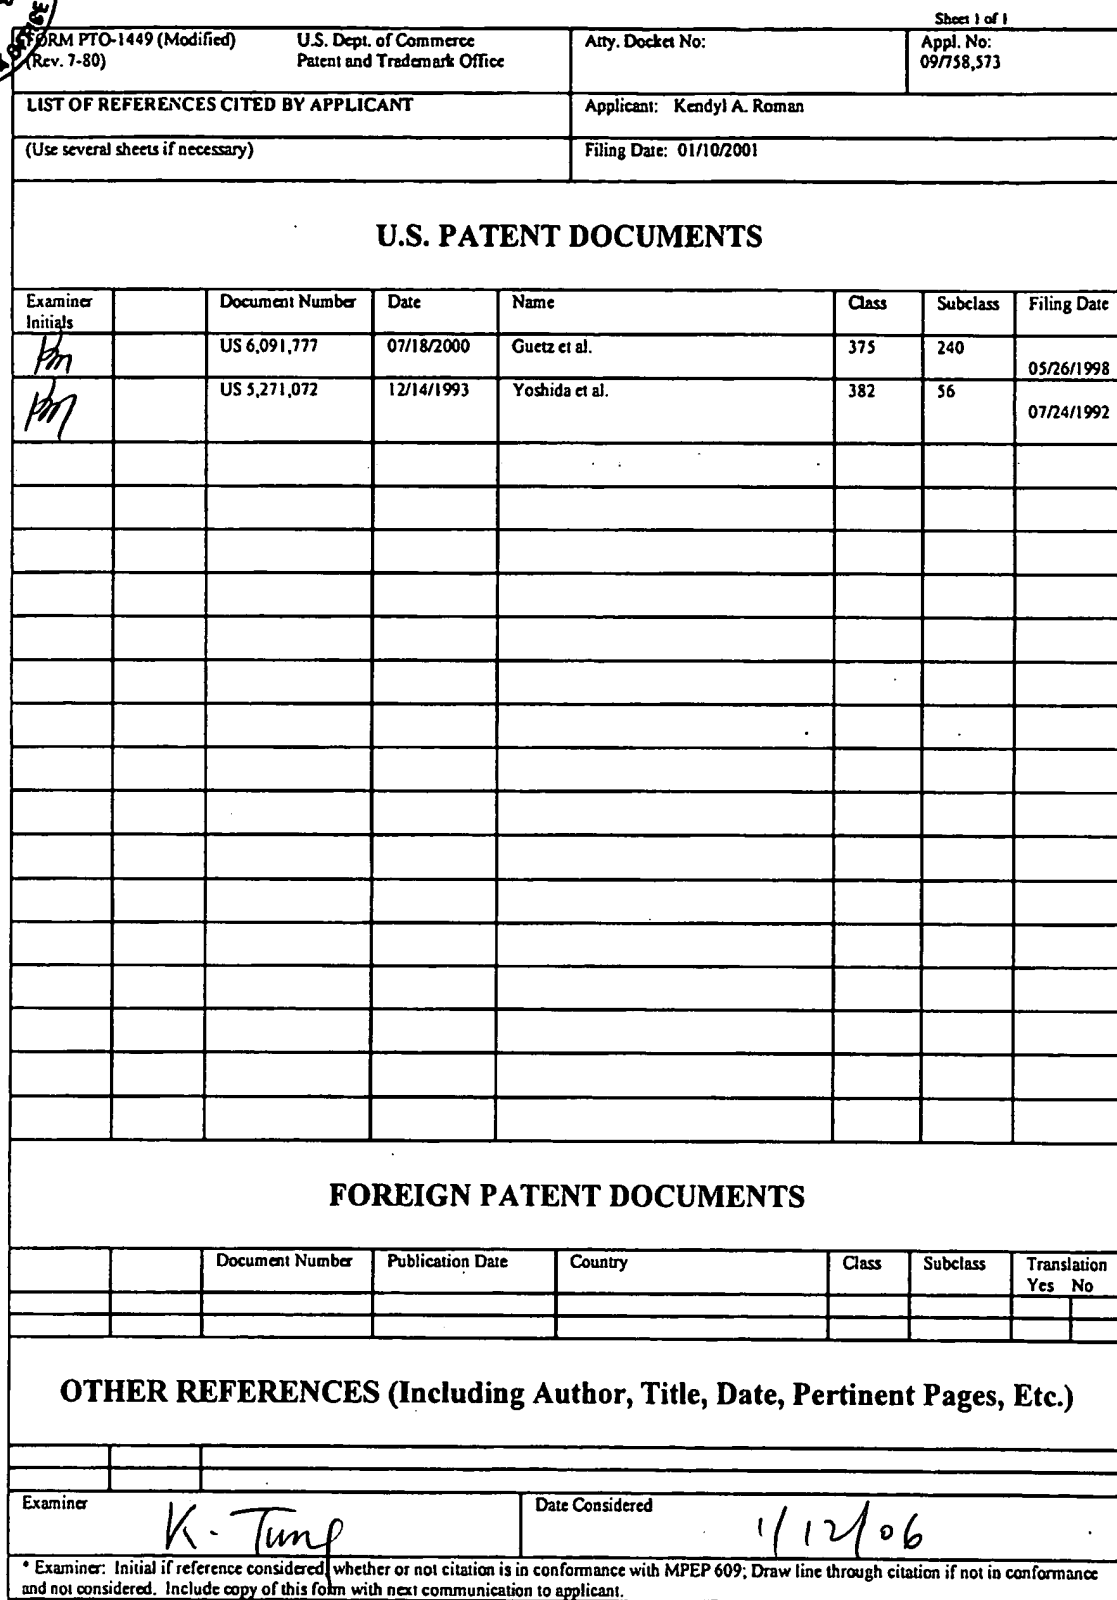 Sheet 1 of 1
FORM PTO-1449 (Modified) U.S. Dept. of Commerce Atty. Docket No: Appl. No:
(Rev. 7-80) Patent and Trademark Office 09/758,573
LIST OF REFERENCES CITED BY APPLICANT Applicant: Kendyl A. Roman
(Use several sheets if necessary) Filing Date: 01/10/2001
U.S. PATENT DOCUMENTS
Examiner Document Number Date Name Class Subclass Filing Date
Initials
US 6,091,777 07/18/2000 Guetz et al. 375 240
05/26/1998
US 5,271,072 12/14/1993 Yoshida et al. 382 56
07/24/1992
FOREIGN PATENT DOCUMENTS
Document Number Publication Date Country Class Subclass Translation
Yes No
OTHER REFERENCES (Including Author, Title, Date, Pertinent Pages, Etc.)
Examiner Date Considered
K. Tung 1/12/06
* Examiner: Initial if reference considered, whether or not citation is in conformance with MPEP 609; Draw line through citation if not in conformance
and not considered. Include copy of this form with next communication to applicant.